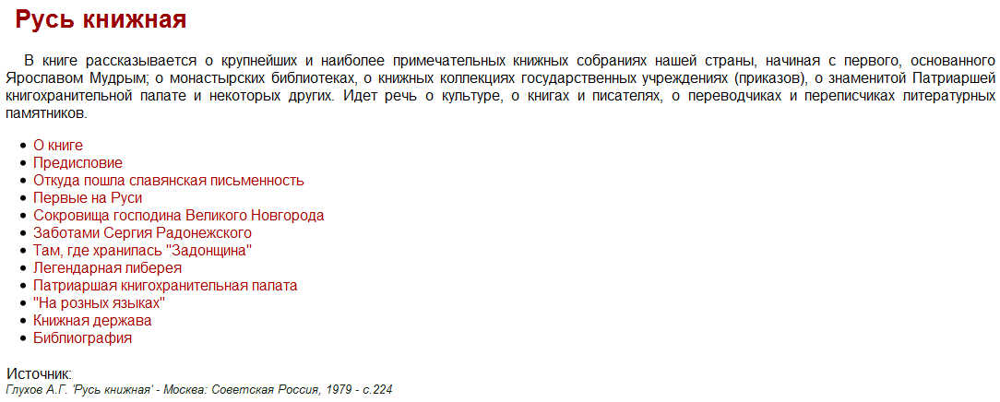 Русь книжная
В книге рассказывается о крупнейших и наиболее примечательных книжных собраниях нашей страны, начиная с первого, основанного
Ярославом Мудрым; о монастырских библиотеках, о книжных коллекциях государственных учреждениях (приказов), о знаменитой Патриаршей
книгохранительной палате и некоторых других. Идет речь о культуре, о книгах и писателях, о переводчиках и переписчиках литературных
памятников.
О книге
Предисловие
Откуда пошла славянская письменность
Первые на Руси
Сокровища господина Великого Новгорода
Заботами Сергия Радонежского
Там, где хранилась "Задонщина"
Легендарная либерея
Патриаршая книгохранительная палата
"На розных языках"
Книжная держава
Библиография
Источник:
Глухов А.Г. 'Русь книжная' - Москва: Советская Россия, 1979 - с.224